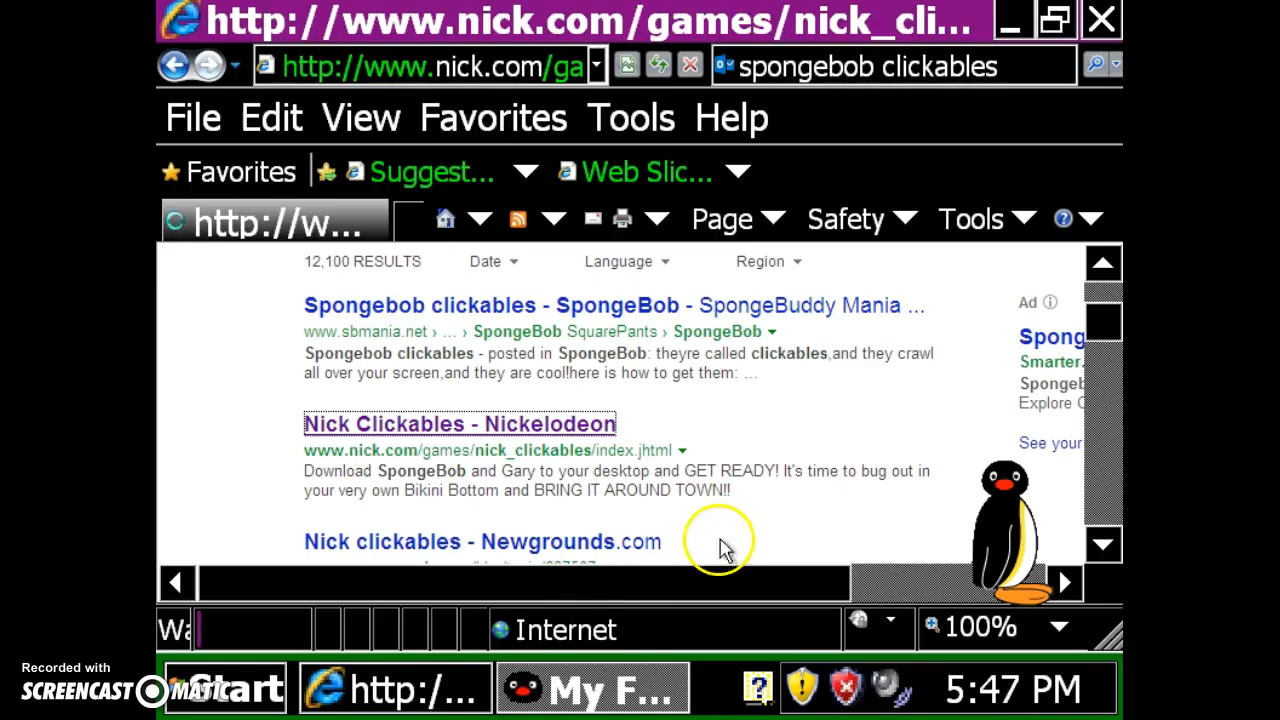 http://www.nick.com/games/nick_cli...
http://www.nick.com/ga
spongebob clickables
File Edit View Favorites Tools Help
Favorites Suggest... Web Slic...
http://w... Page Safety Tools
12,100 RESULTS Date Language Region
Spongebob clickables - SpongeBob - SpongeBuddy Mania ...
www.sbmania.net › ... › SpongeBob SquarePants › SpongeBob
Spongebob clickables - posted in SpongeBob: theyre called clickables,and they crawl
all over your screen,and they are cool!here is how to get them: ...
Ad
Spong
Smarter.
Spongeb
Explore C
See your
Nick Clickables - Nickelodeon
www.nick.com/games/nick_clickables/index.jhtml
Download SpongeBob and Gary to your desktop and GET READY! It's time to bug out in
your very own Bikini Bottom and BRING IT AROUND TOWN!!
Nick clickables - Newgrounds.com
Wa Internet 100%
Recorded with
SCREENCAST MATIC
Start http:/... My F... 5:47 PM